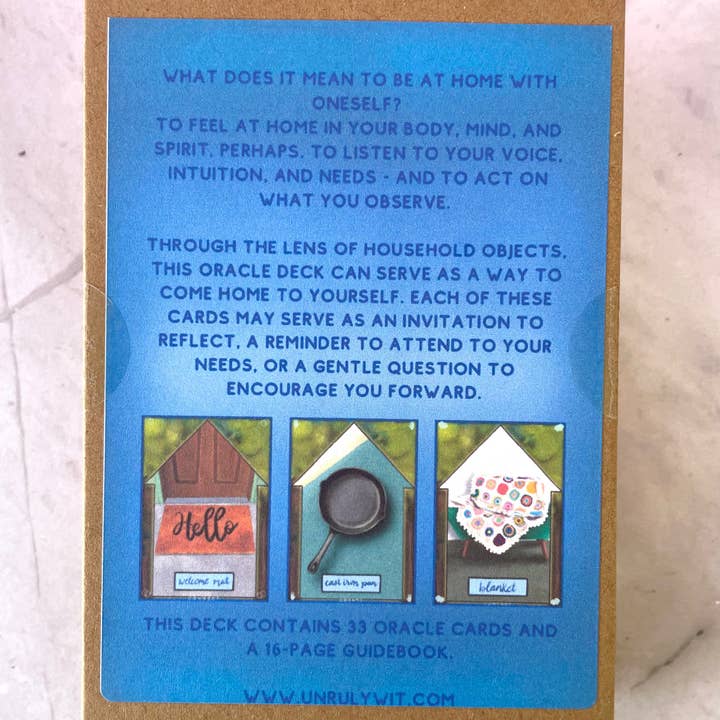 WHAT DOES IT MEAN TO BE AT HOME WITH
ONESELF?
TO FEEL AT HOME IN YOUR BODY, MIND, AND
SPIRIT, PERHAPS. TO LISTEN TO YOUR VOICE,
INTUITION, AND NEEDS - AND TO ACT ON
WHAT YOU OBSERVE.
THROUGH THE LENS OF HOUSEHOLD OBJECTS,
THIS ORACLE DECK CAN SERVE AS A WAY TO
COME HOME TO YOURSELF. EACH OF THESE
CARDS MAY SERVE AS AN INVITATION TO
REFLECT, A REMINDER TO ATTEND TO YOUR
NEEDS, OR A GENTLE QUESTION TO
ENCOURAGE YOU FORWARD.
Hello
welcome mat
cast iron pan
blanket
THIS DECK CONTAINS 33 ORACLE CARDS AND
A 16-PAGE GUIDEBOOK.
WWW.UNRULYWIT.COM